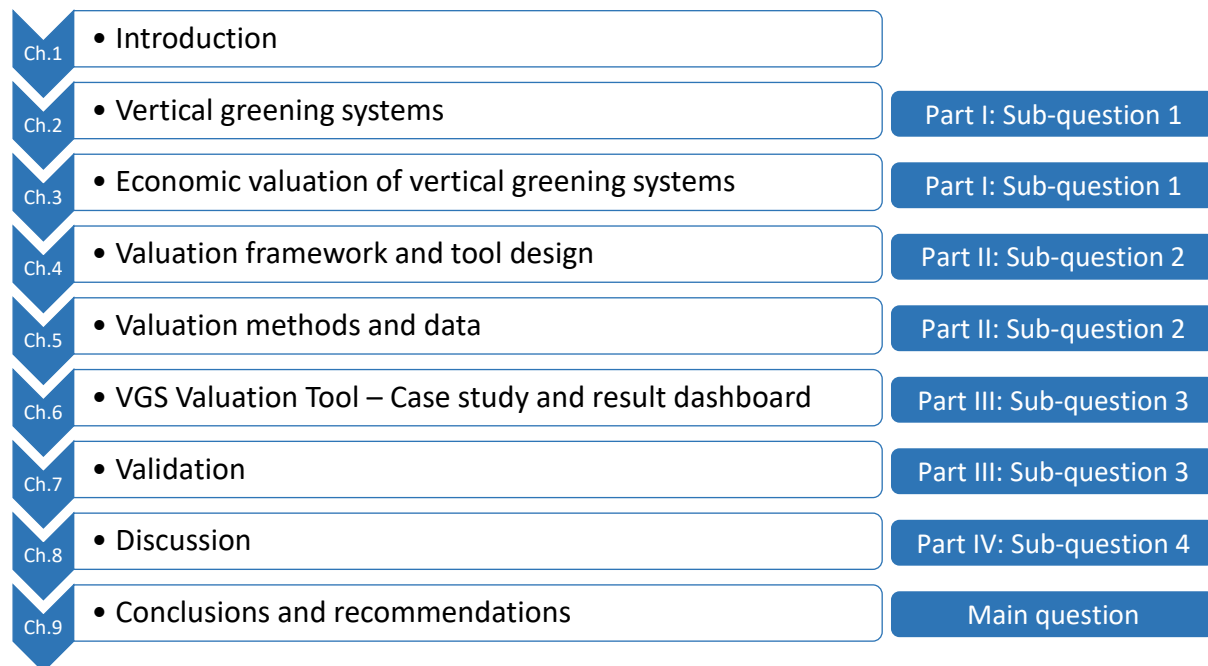 Ch.1
• Introduction
Ch.2
• Vertical greening systems
Part I: Sub-question 1
Ch.3
• Economic valuation of vertical greening systems
Part I: Sub-question 1
Ch.4
• Valuation framework and tool design
Part II: Sub-question 2
Ch.5
• Valuation methods and data
Part II: Sub-question 2
Ch.6
• VGS Valuation Tool – Case study and result dashboard
Part III: Sub-question 3
Ch.7
• Validation
Part III: Sub-question 3
Ch.8
• Discussion
Part IV: Sub-question 4
Ch.9
• Conclusions and recommendations
Main question